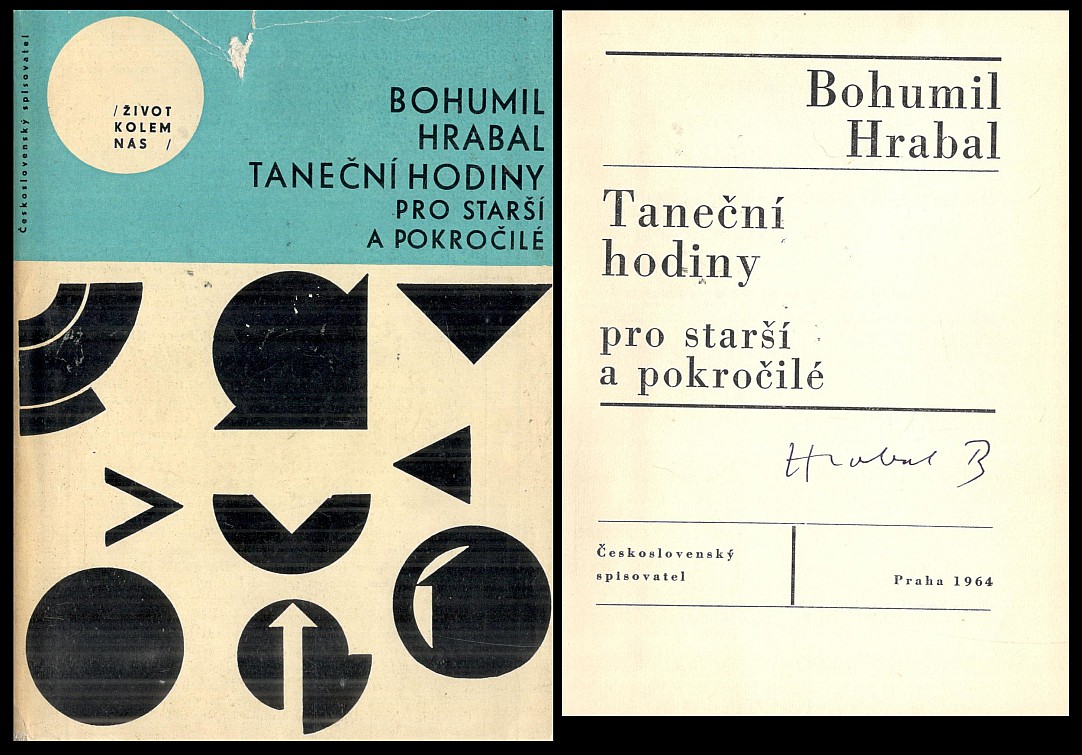 Československý spisovatel
/ŽIVOT
KOLEM
NÁS /
BOHUMIL
HRABAL
TANEČNÍ HODINY
PRO STARŠÍ
A POKROČILÉ
Bohumil
Hrabal
Taneční
hodiny
pro starší
a pokročilé
Hrabal B
Československý
spisovatel
Praha 1964